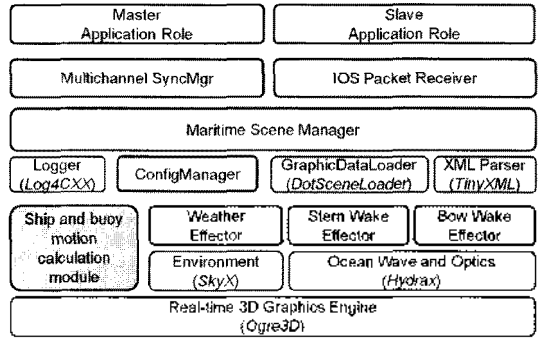 Master
Application Role
Slave
Application Role
Multichannel SyncMgr
IOS Packet Receiver
Maritime Scene Manager
Logger
(Log4CXX)
ConfigManager
GraphicDataLoader
(DotSceneLoader)
XML Parser
(TinyXML)
Ship and buoy
motion
calculation
module
Weather
Effector
Stern Wake
Effector
Bow Wake
Effector
Environment
(SkyX)
Ocean Wave and Optics
(Hydrax)
Real-time 3D Graphics Engine
(Ogre3D)